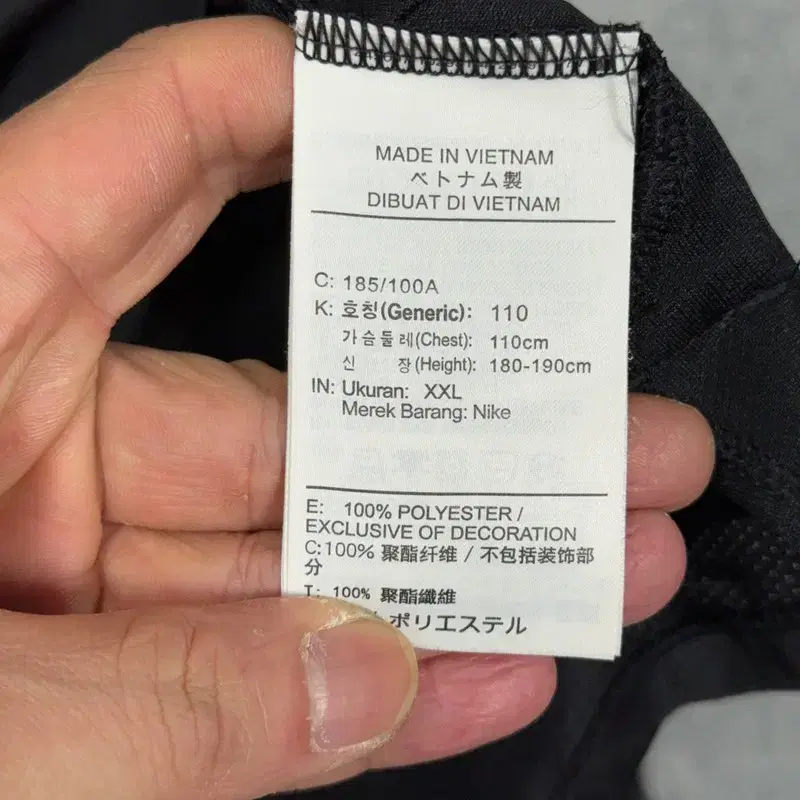 MADE IN VIETNAM
ベトナム製
DIBUAT DI VIETNAM
C: 185/100A
K: 호칭(Generic): 110
가슴둘레(Chest): 110cm
신 장(Height): 180-190cm
IN: Ukuran: XXL
Merek Barang: Nike
E: 100% POLYESTER /
EXCLUSIVE OF DECORATION
C:100% 聚酯纤维 / 不包括装饰部
分
T: 100% 聚酯纖維
ポリエステル